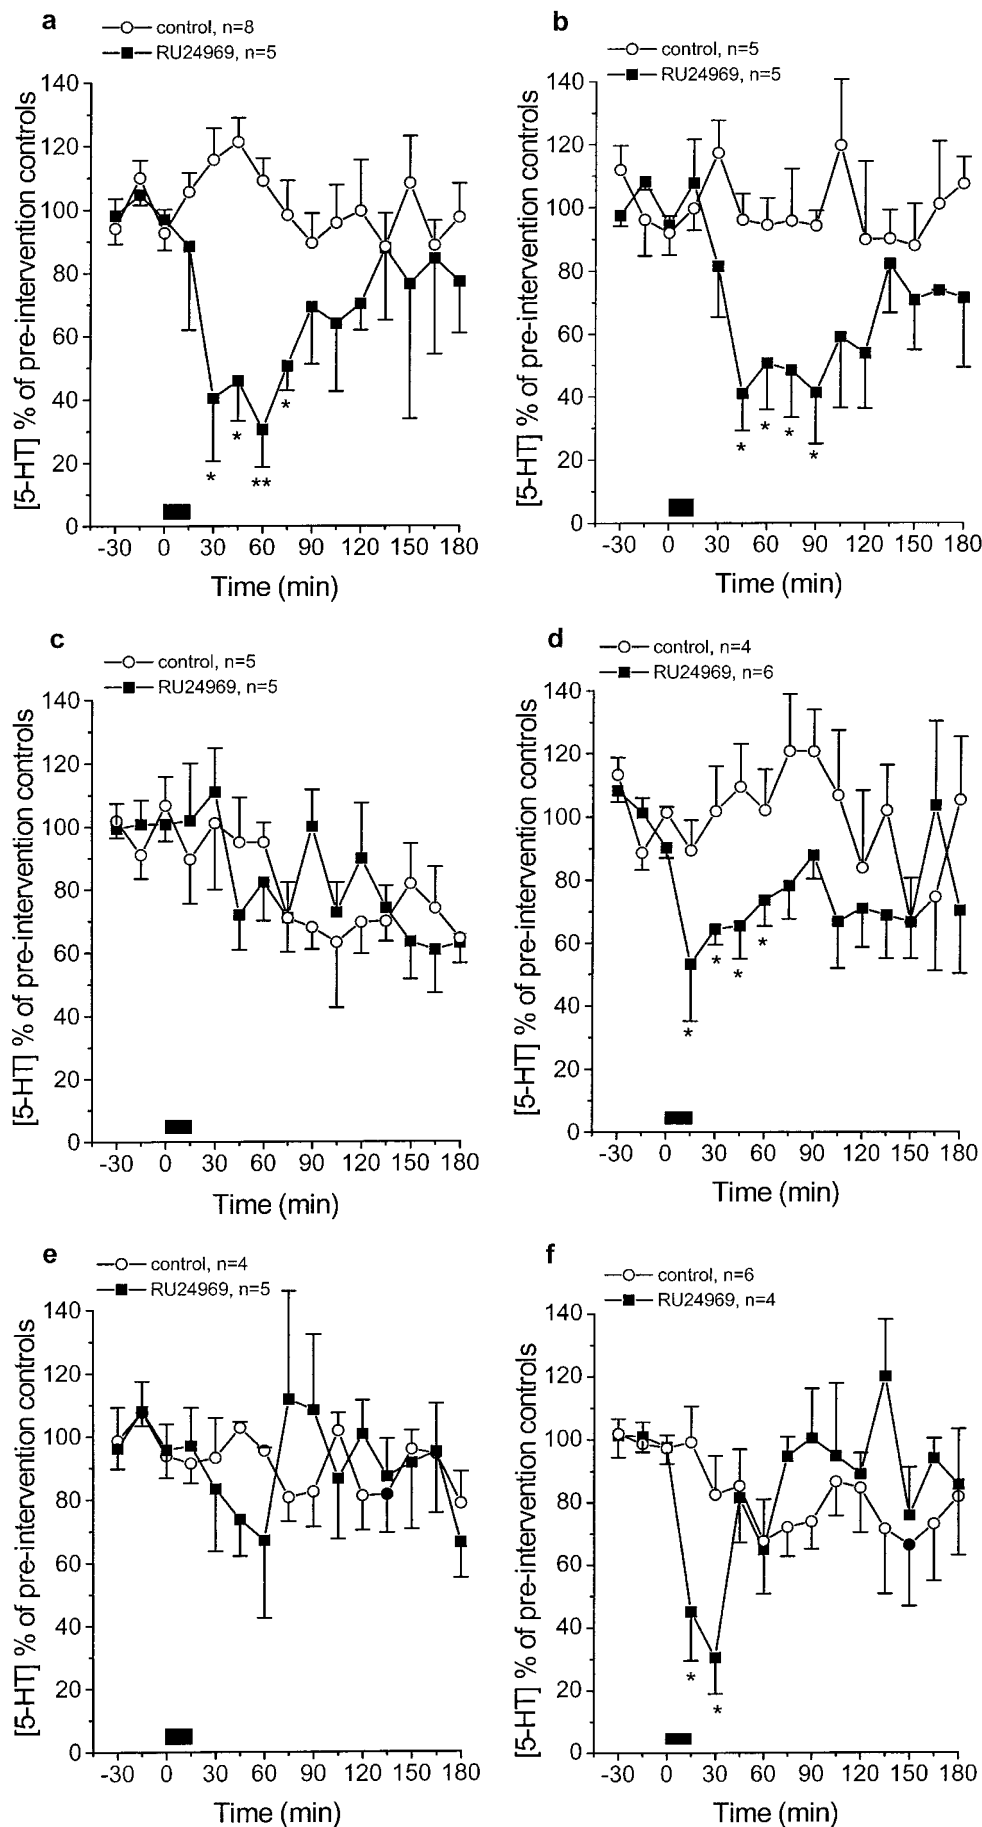 a
control, n=8
RU24969, n=5
[5-HT] % of pre-intervention controls
140
120
100
80
60
40
20
0
* * ** *
-30 0 30 60 90 120 150 180
Time (min)
b
control, n=5
RU24969, n=5
[5-HT] % of pre-intervention controls
140
120
100
80
60
40
20
0
* * * *
-30 0 30 60 90 120 150 180
Time (min)
c
control, n=5
RU24969, n=5
[5-HT] % of pre-intervention controls
140
120
100
80
60
40
20
0
-30 0 30 60 90 120 150 180
Time (min)
d
control, n=4
RU24969, n=6
[5-HT] % of pre-intervention controls
140
120
100
80
60
40
20
0
* * * *
-30 0 30 60 90 120 150 180
Time (min)
e
control, n=4
RU24969, n=5
[5-HT] % of pre-intervention controls
140
120
100
80
60
40
20
0
-30 0 30 60 90 120 150 180
Time (min)
f
control, n=6
RU24969, n=4
[5-HT] % of pre-intervention controls
140
120
100
80
60
40
20
0
* *
-30 0 30 60 90 120 150 180
Time (min)